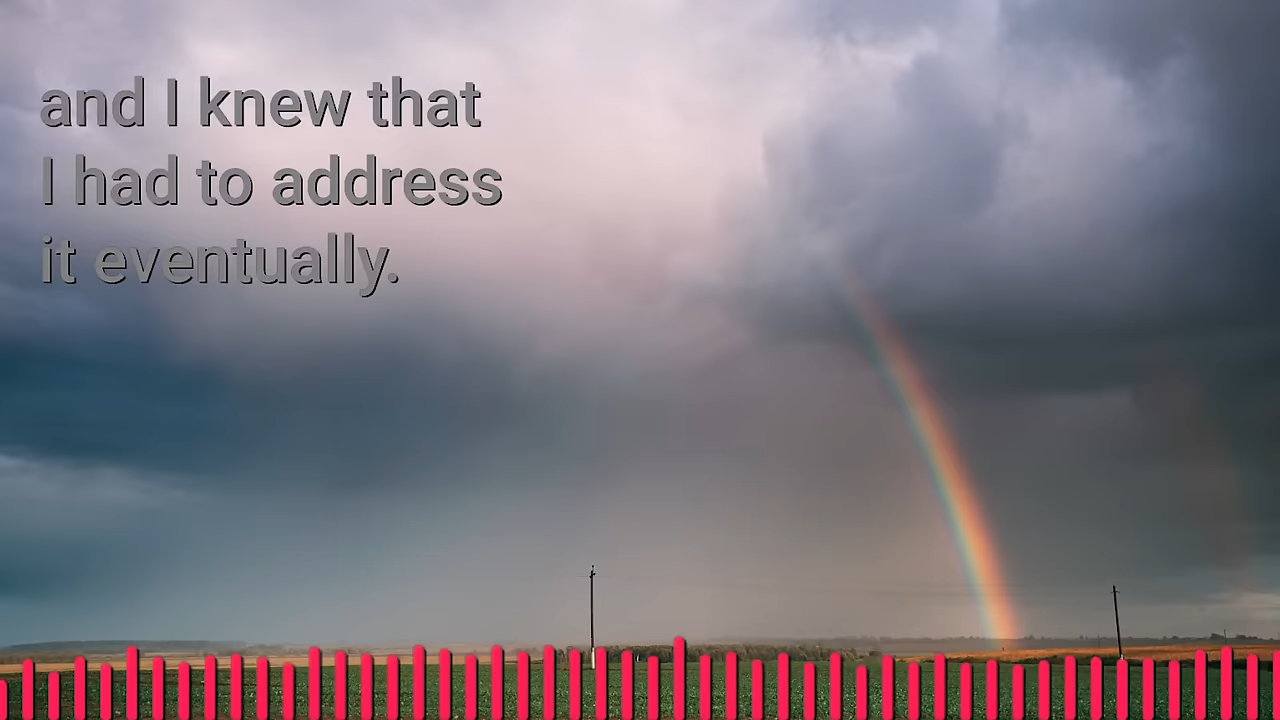 and I knew that
I had to address
it eventually.